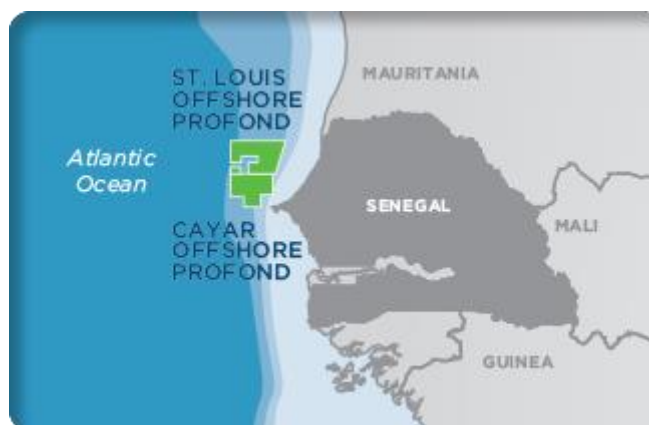 ST. LOUIS
OFFSHORE
PROFOND
MAURITANIA
Atlantic
Ocean
SENEGAL
MALI
CAYAR
OFFSHORE
PROFOND
GUINEA